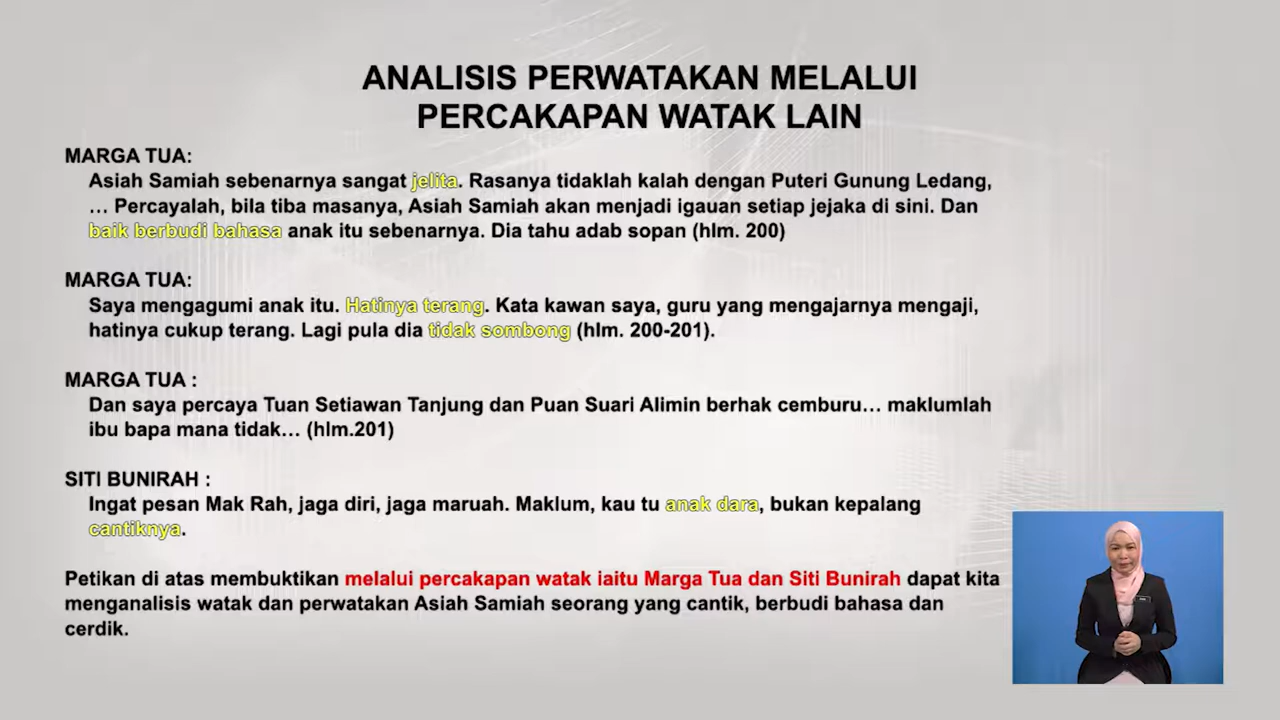 ANALISIS PERWATAKAN MELALUI
PERCAKAPAN WATAK LAIN
MARGA TUA:
Asiah Samiah sebenarnya sangat jelita. Rasanya tidaklah kalah dengan Puteri Gunung Ledang,
... Percayalah, bila tiba masanya, Asiah Samiah akan menjadi igauan setiap jejaka di sini. Dan
baik berbudi bahasa anak itu sebenarnya. Dia tahu adab sopan (hlm. 200)
MARGA TUA:
Saya mengagumi anak itu. Hatinya terang. Kata kawan saya, guru yang mengajarnya mengaji,
hatinya cukup terang. Lagi pula dia tidak sombong (hlm. 200-201).
MARGA TUA :
Dan saya percaya Tuan Setiawan Tanjung dan Puan Suari Alimin berhak cemburu... maklumlah
ibu bapa mana tidak... (hlm.201)
SITI BUNIRAH :
Ingat pesan Mak Rah, jaga diri, jaga maruah. Maklum, kau tu anak dara, bukan kepalang
cantiknya.
Petikan di atas membuktikan melalui percakapan watak iaitu Marga Tua dan Siti Bunirah dapat kita
menganalisis watak dan perwatakan Asiah Samiah seorang yang cantik, berbudi bahasa dan
cerdik.